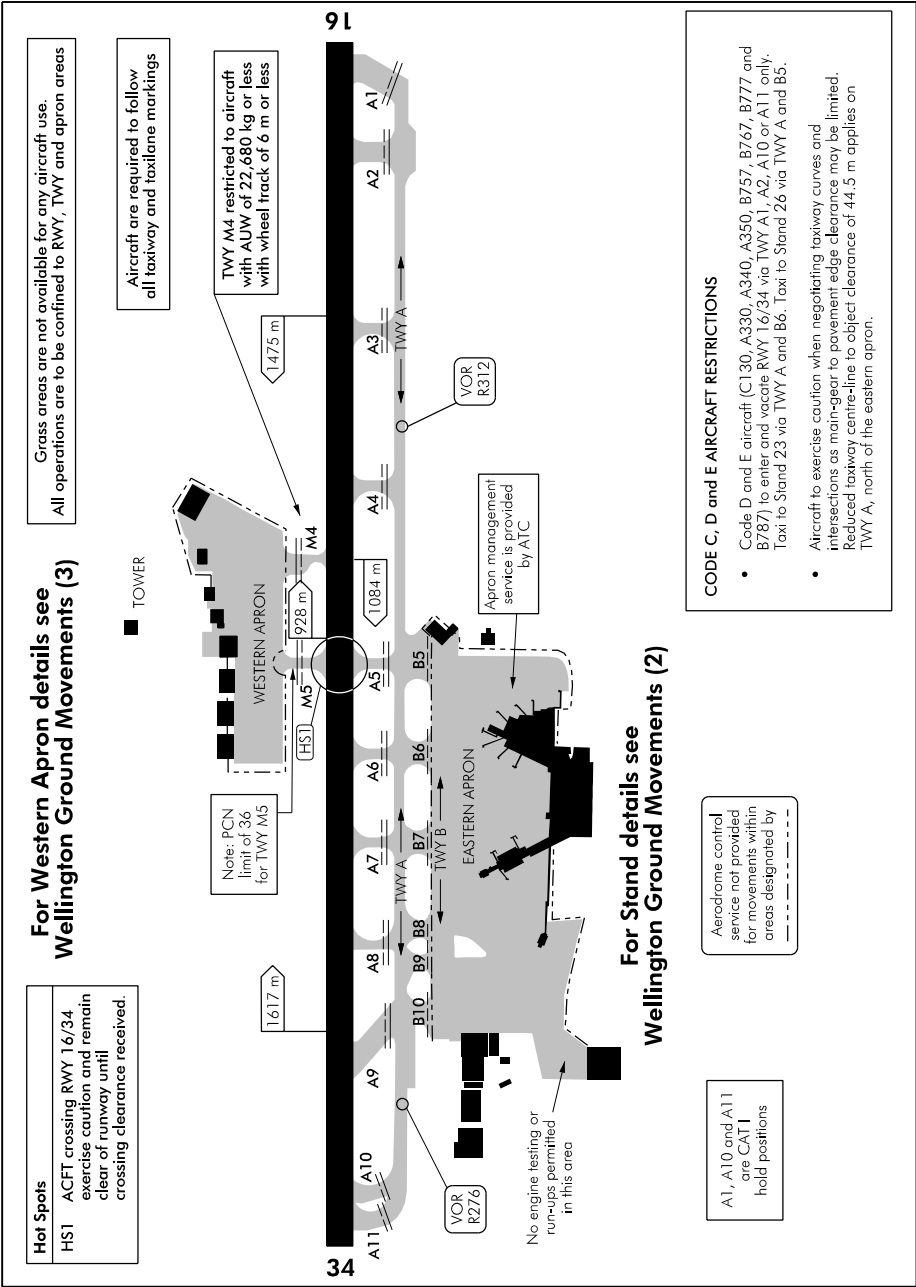 Hot Spots
HS1 ACFT crossing RWY 16/34
exercise caution and remain
clear of runway until
crossing clearance received.
For Western Apron details see
Wellington Ground Movements (3)
Grass areas are not available for any aircraft use.
All operations are to be confined to RWY, TWY and apron areas
Aircraft are required to follow
all taxiway and taxilane markings
TWY M4 restricted to aircraft
with AUW of 22,680 kg or less
with wheel track of 6 m or less
TOWER
WESTERN APRON
Note: PCN
limit of 36
for TWY M5
M5
M4
HS1
928 m
1617 m
1084 m
1475 m
34
16
A11
A10
A9
A8
A7
A6
A5
A4
A3
A2
A1
TWY A
TWY A
VOR
R276
VOR
R312
B10
B9
B8
B7
B6
B5
TWY B
EASTERN APRON
Apron management
service is provided
by ATC
No engine testing or
run-ups permitted
in this area
For Stand details see
Wellington Ground Movements (2)
A1, A10 and A11
are CAT I
hold positions
Aerodrome control
service not provided
for movements within
areas designated by
CODE C, D and E AIRCRAFT RESTRICTIONS
• Code D and E aircraft (C130, A330, A340, A350, B757, B767, B777 and
B787) to enter and vacate RWY 16/34 via TWY A1, A2, A10 or A11 only.
Taxi to Stand 23 via TWY A and B6. Taxi to Stand 26 via TWY A and B5.
• Aircraft to exercise caution when negotiating taxiway curves and
intersections as main-gear to pavement edge clearance may be limited.
Reduced taxiway centre-line to object clearance of 44.5 m applies on
TWY A, north of the eastern apron.